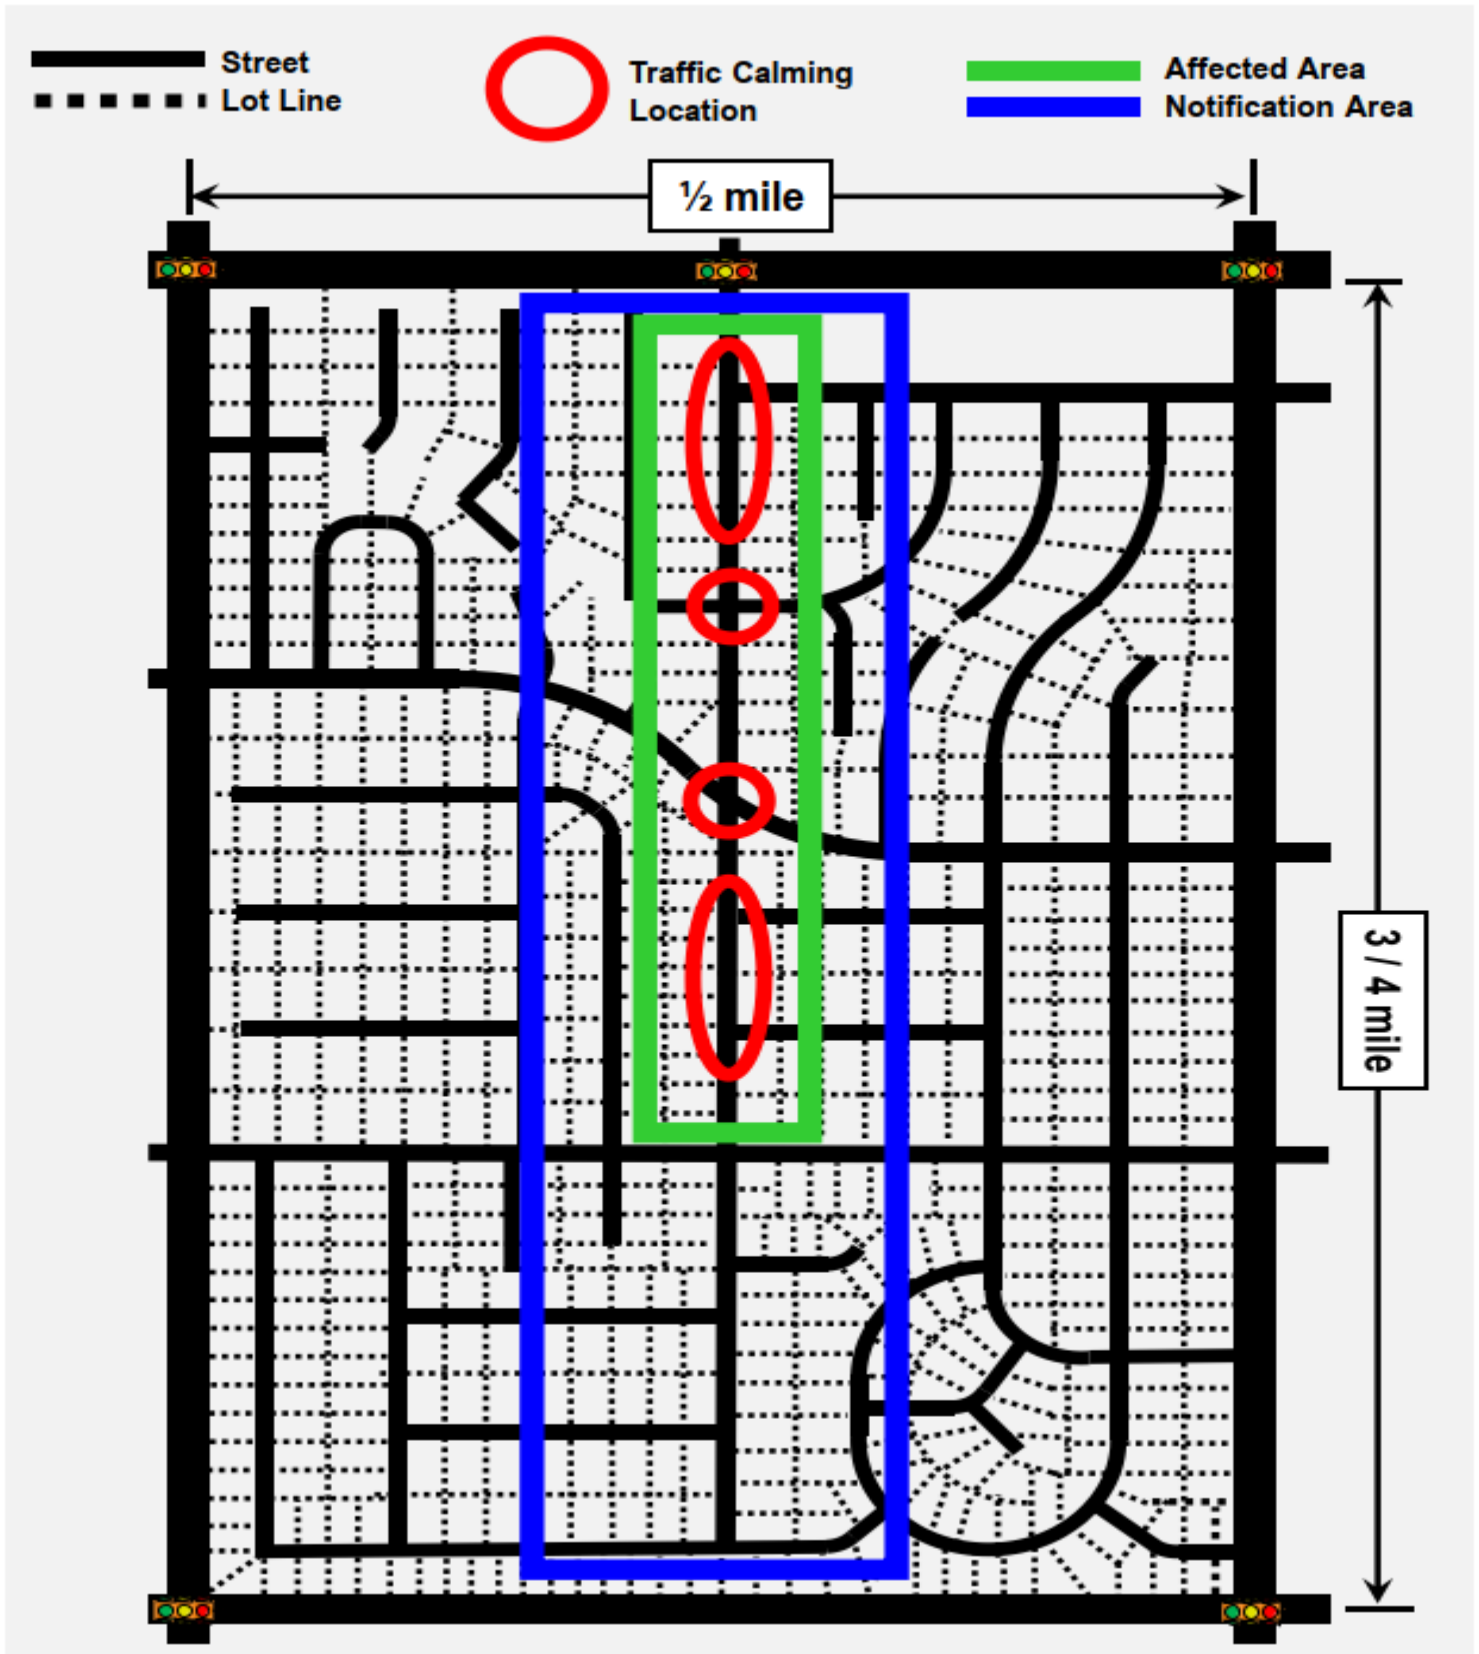 Street
Lot Line
Traffic Calming
Location
Affected Area
Notification Area
½ mile
3 / 4 mile